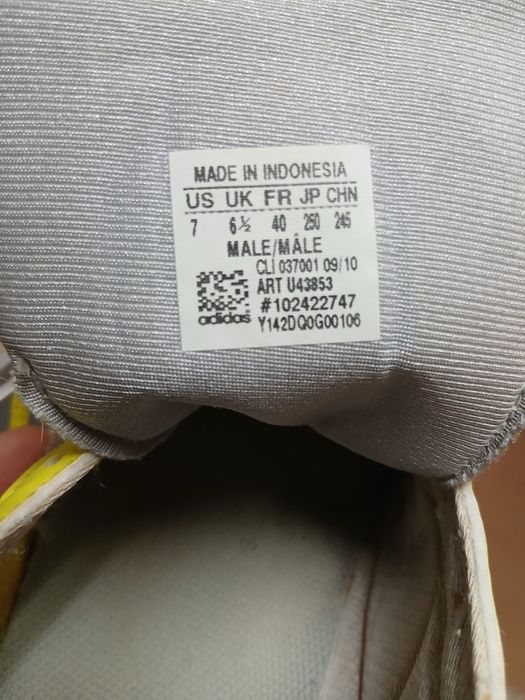 MADE IN INDONESIA
US UK FR JP CHN
7 6½ 40 250 245
MALE/MÂLE
CLI 037001 09/10
ART U43853
#102422747
adidas Y142DQ0G00106